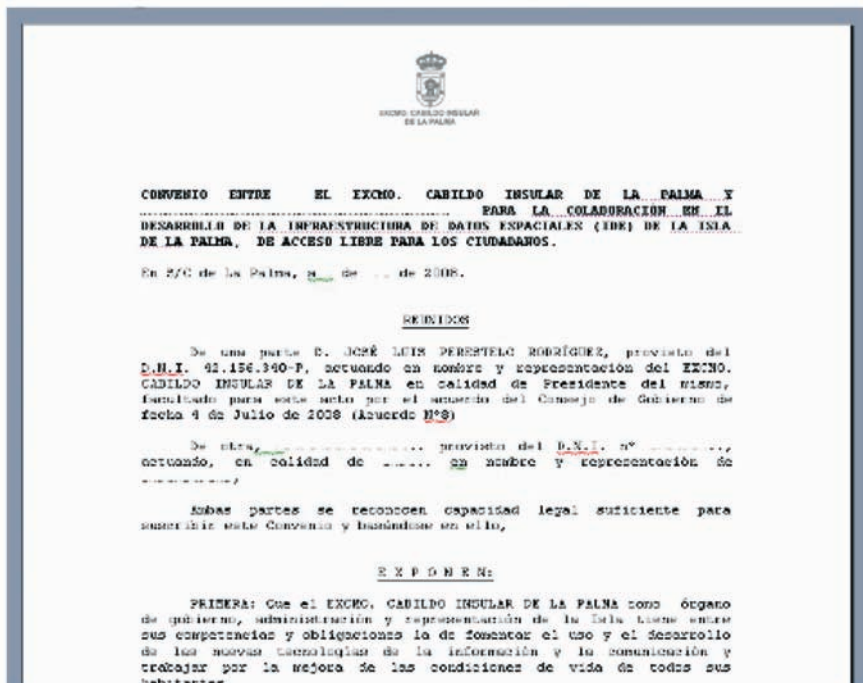 EXCMO. CABILDO INSULAR
DE LA PALMA
CONVENIO ENTRE EL EXCMO. CABILDO INSULAR DE LA PALMA Y
........................................ PARA LA COLABORACIÓN EN EL
DESARROLLO DE LA INFRAESTRUCTURA DE DATOS ESPACIALES (IDE) DE LA ISLA
DE LA PALMA, DE ACCESO LIBRE PARA LOS CIUDADANOS.
En S/C de La Palma, a__ de ... de 2008.
REUNIDOS
De una parte D. JOSÉ LUIS PERESTELO RODRÍGUEZ, provisto del
D.N.I. 42.156.340-P, actuando en nombre y representación del EXCMO.
CABILDO INSULAR DE LA PALMA en calidad de Presidente del mismo,
facultado para este acto por el acuerdo del Consejo de Gobierno de
fecha 4 de Julio de 2008 (Acuerdo Nº8)
De otra, ...................... provisto del D.N.I. nº ..........,
actuando, en calidad de ....... en nombre y representación de
..............,
Ambas partes se reconocen capacidad legal suficiente para
suscribir este Convenio y basándose en ello,
E X P O N E N:
PRIMERA: Que el EXCMO. CABILDO INSULAR DE LA PALMA como órgano
de gobierno, administración y representación de la Isla tiene entre
sus competencias y obligaciones la de fomentar el uso y el desarrollo
de las nuevas tecnologías de la información y la comunicación y
trabajar por la mejora de las condiciones de vida de todos sus
habitantes